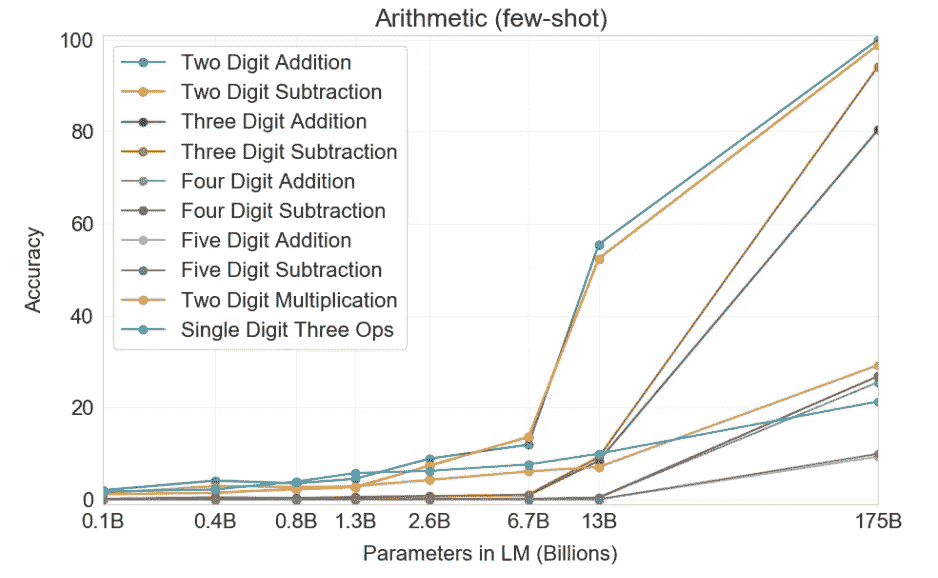 Arithmetic (few-shot)
100
80
60
40
20
0
Accuracy
Two Digit Addition
Two Digit Subtraction
Three Digit Addition
Three Digit Subtraction
Four Digit Addition
Four Digit Subtraction
Five Digit Addition
Five Digit Subtraction
Two Digit Multiplication
Single Digit Three Ops
0.1B 0.4B 0.8B 1.3B 2.6B 6.7B 13B 175B
Parameters in LM (Billions)